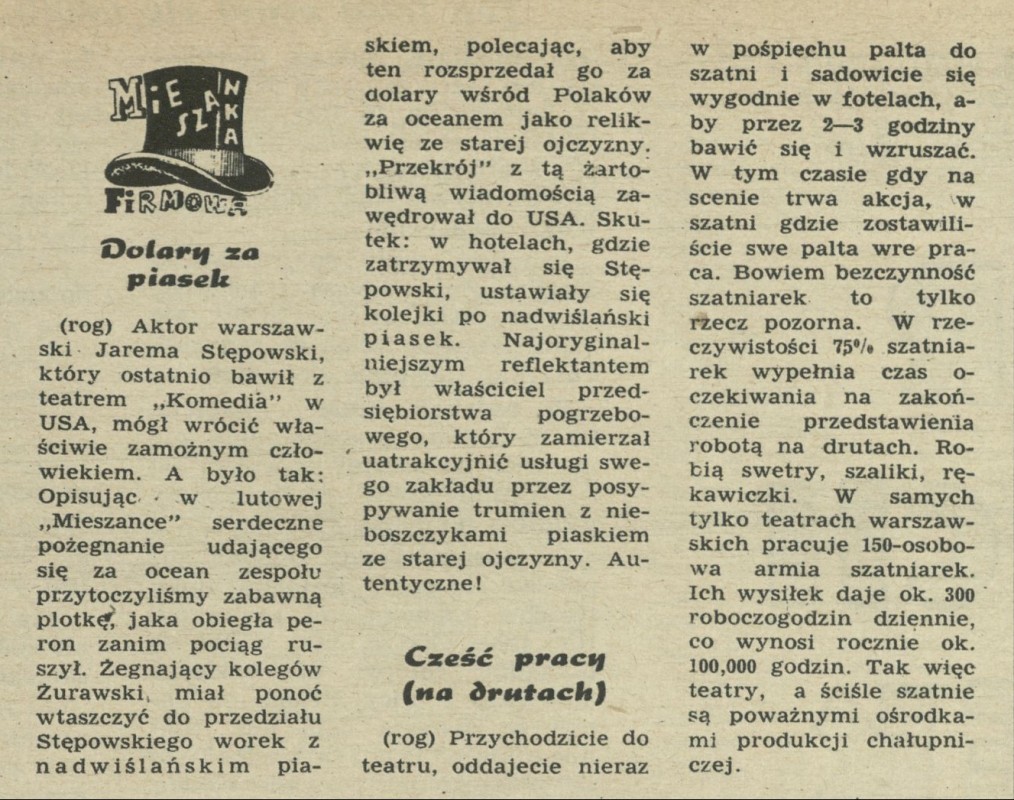 MiESZANKA
FiRMOWA
Dolary za
piasek
(rog) Aktor warszaw-
ski Jarema Stępowski,
który ostatnio bawił z
teatrem „Komedia” w
USA, mógł wrócić wła-
ściwie zamożnym czło-
wiekiem. A było tak:
Opisując w lutowej
„Mieszance” serdeczne
pożegnanie udającego
się za ocean zespołu
przytoczyliśmy zabawną
plotkę, jaka obiegła pe-
ron zanim pociąg ru-
szył. Żegnający kolegów
Żurawski miał ponoć
wtaszczyć do przedziału
Stępowskiego worek z
nadwiślańskim pia-
skiem, polecając, aby
ten rozsprzedał go za
dolary wśród Polaków
za oceanem jako relik-
wię ze starej ojczyzny.
„Przekrój” z tą żarto-
bliwą wiadomością za-
wędrował do USA. Sku-
tek: w hotelach, gdzie
zatrzymywał się Stę-
powski, ustawiały się
kolejki po nadwiślański
piasek. Najoryginal-
niejszym reflektantem
był właściciel przed-
siębiorstwa pogrzebo-
wego, który zamierzał
uatrakcyjnić usługi swe-
go zakładu przez posy-
pywanie trumien z nie-
boszczykami piaskiem
ze starej ojczyzny. Au-
tentyczne!
Cześć pracy
(na drutach)
(rog) Przychodzicie do
teatru, oddajecie nieraz
w pośpiechu palta do
szatni i sadowicie się
wygodnie w fotelach, a-
by przez 2—3 godziny
bawić się i wzruszać.
W tym czasie gdy na
scenie trwa akcja, w
szatni gdzie zostawili-
ście swe palta wre pra-
ca. Bowiem bezczynność
szatniarek to tylko
rzecz pozorna. W rze-
czywistości 75% szatnia-
rek wypełnia czas o-
czekiwania na zakoń-
czenie przedstawienia
robotą na drutach. Ro-
bią swetry, szaliki, rę-
kawiczki. W samych
tylko teatrach warszaw-
skich pracuje 150-osobo-
wa armia szatniarek.
Ich wysiłek daje ok. 300
roboczogodzin dziennie,
co wynosi rocznie ok.
100,000 godzin. Tak więc
teatry, a ściśle szatnie
są poważnymi ośrodka-
mi produkcji chałupni-
czej.